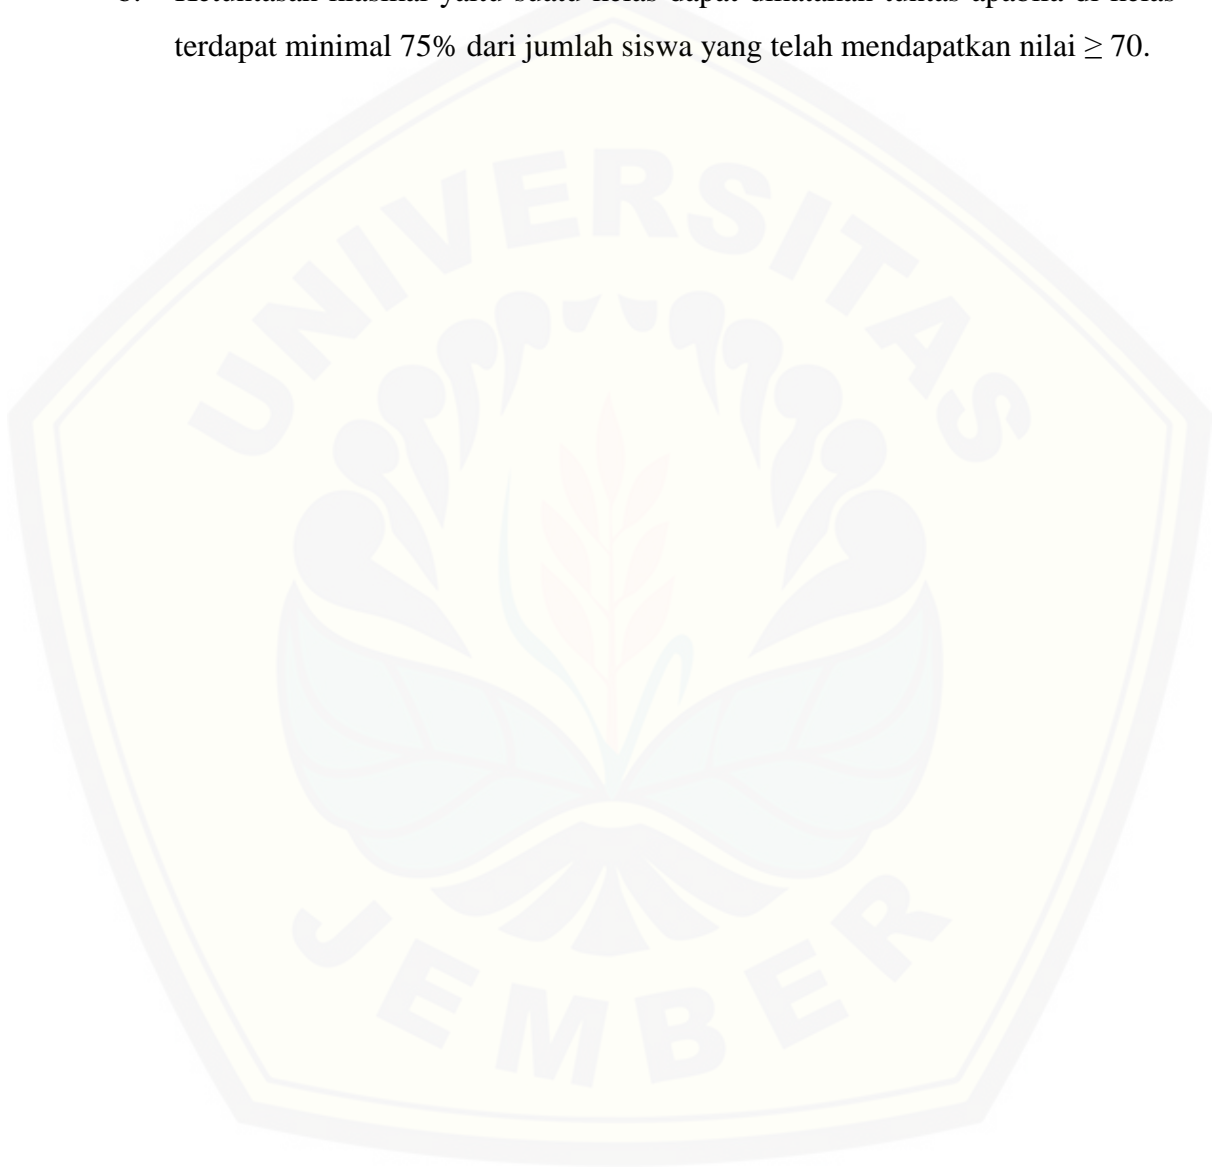 Ketuntasan klasikal yaitu suatu kelas dapat dikatakan tuntas apabila di kelas
terdapat minimal 75% dari jumlah siswa yang telah mendapatkan nilai ≥ 70.
UNIVERSITAS
JEMBER